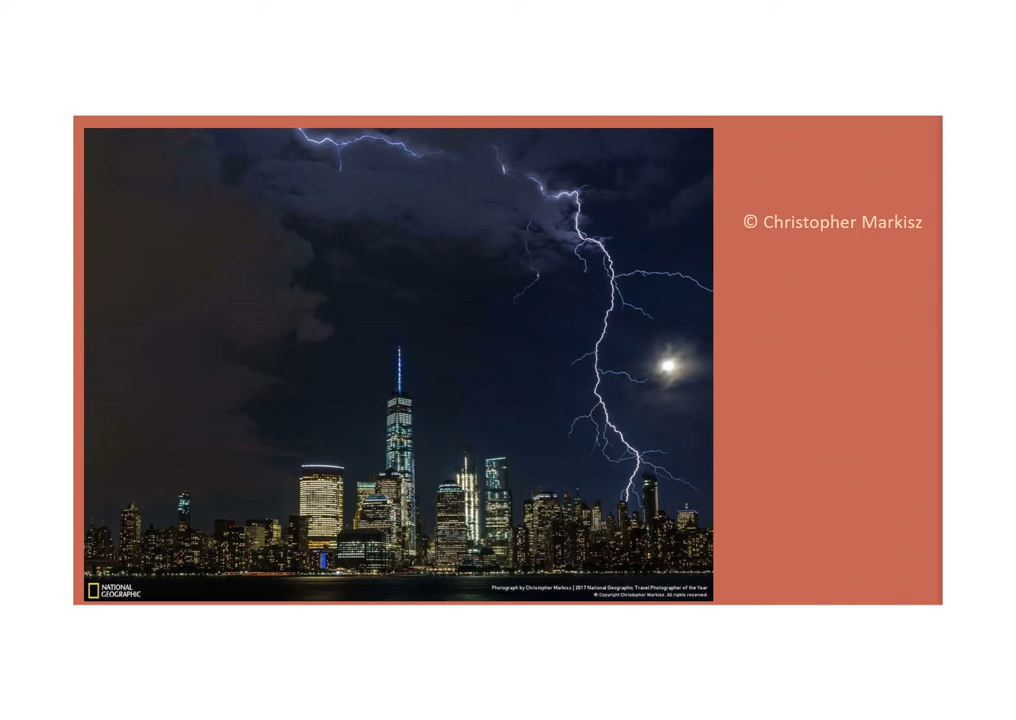 © Christopher Markisz
NATIONAL
GEOGRAPHIC
Photograph by Christopher Markisz | 2017 National Geographic Travel Photographer of the Year
© Copyright Christopher Markisz. All rights reserved.